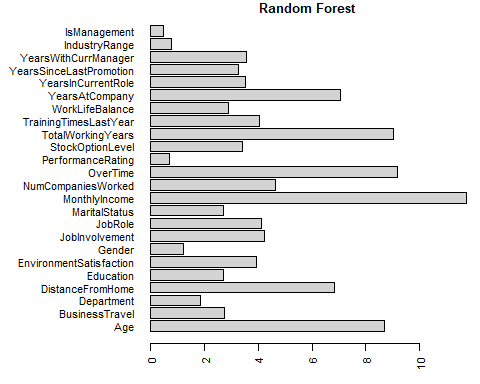 Random Forest
IsManagement
IndustryRange
YearsWithCurrManager
YearsSinceLastPromotion
YearsInCurrentRole
YearsAtCompany
WorkLifeBalance
TrainingTimesLastYear
TotalWorkingYears
StockOptionLevel
PerformanceRating
OverTime
NumCompaniesWorked
MonthlyIncome
MaritalStatus
JobRole
JobInvolvement
Gender
EnvironmentSatisfaction
Education
DistanceFromHome
Department
BusinessTravel
Age
0 2 4 6 8 10